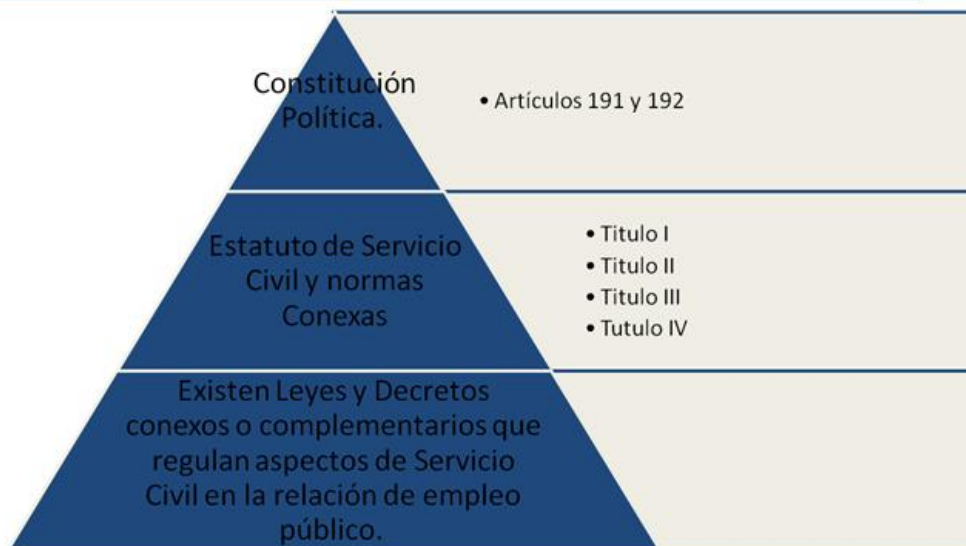 Constitución
Política.
• Artículos 191 y 192
Estatuto de Servicio
Civil y normas
Conexas
• Titulo I
• Titulo II
• Titulo III
• Tutulo IV
Existen Leyes y Decretos
conexos o complementarios que
regulan aspectos de Servicio
Civil en la relación de empleo
público.